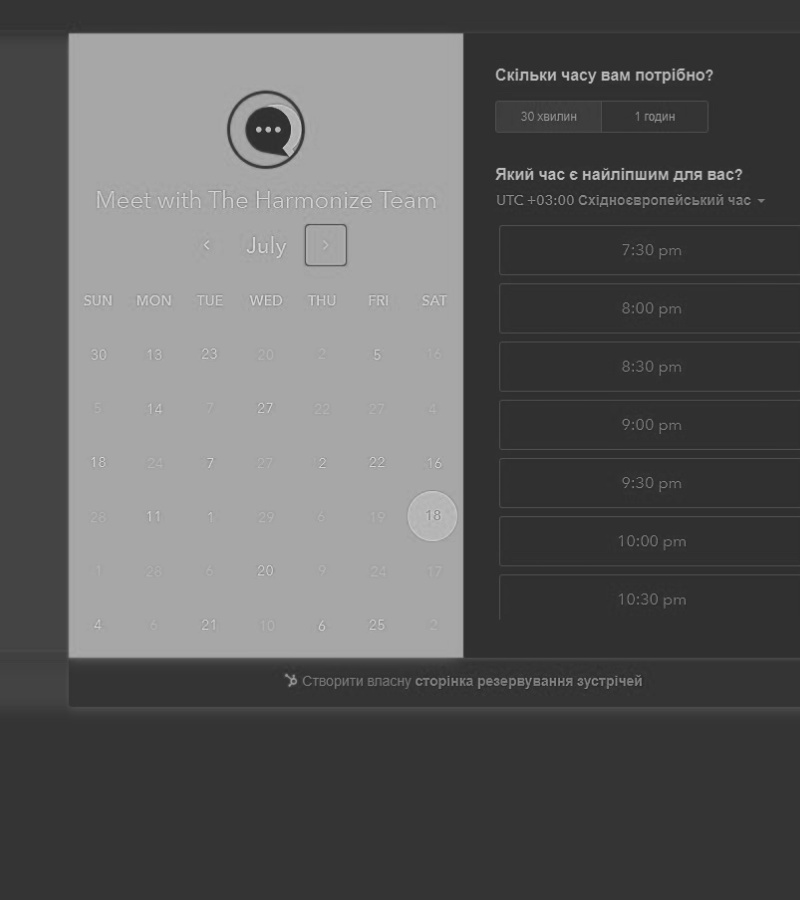 Meet with The Harmonize Team
July
SUN MON TUE WED THU FRI SAT
30 13 23 20 2 5 16
5 14 7 27 22 27 4
18 24 7 27 2 22 16
28 11 1 29 6 19 18
1 28 6 20 9 24 17
4 6 21 10 6 25 2
Скільки часу вам потрібно?
30 хвилин 1 годин
Який час є найліпшим для вас?
UTC +03:00 Східноєвропейський час
7:30 pm
8:00 pm
8:30 pm
9:00 pm
9:30 pm
10:00 pm
10:30 pm
Створити власну сторінка резервування зустрічей